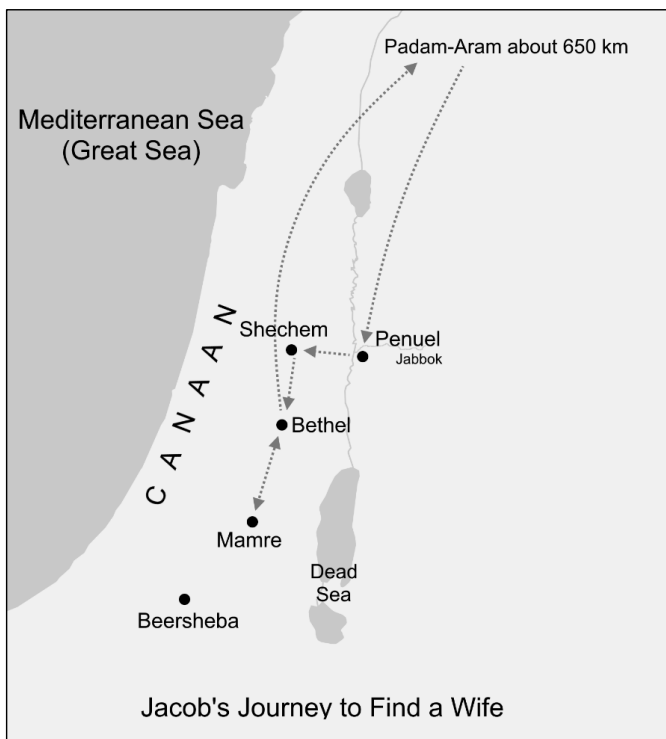 Padam-Aram about 650 km
Mediterranean Sea
(Great Sea)
CANAAN
Shechem
Penuel
Jabbok
Bethel
Mamre
Dead
Sea
Beersheba
Jacob's Journey to Find a Wife